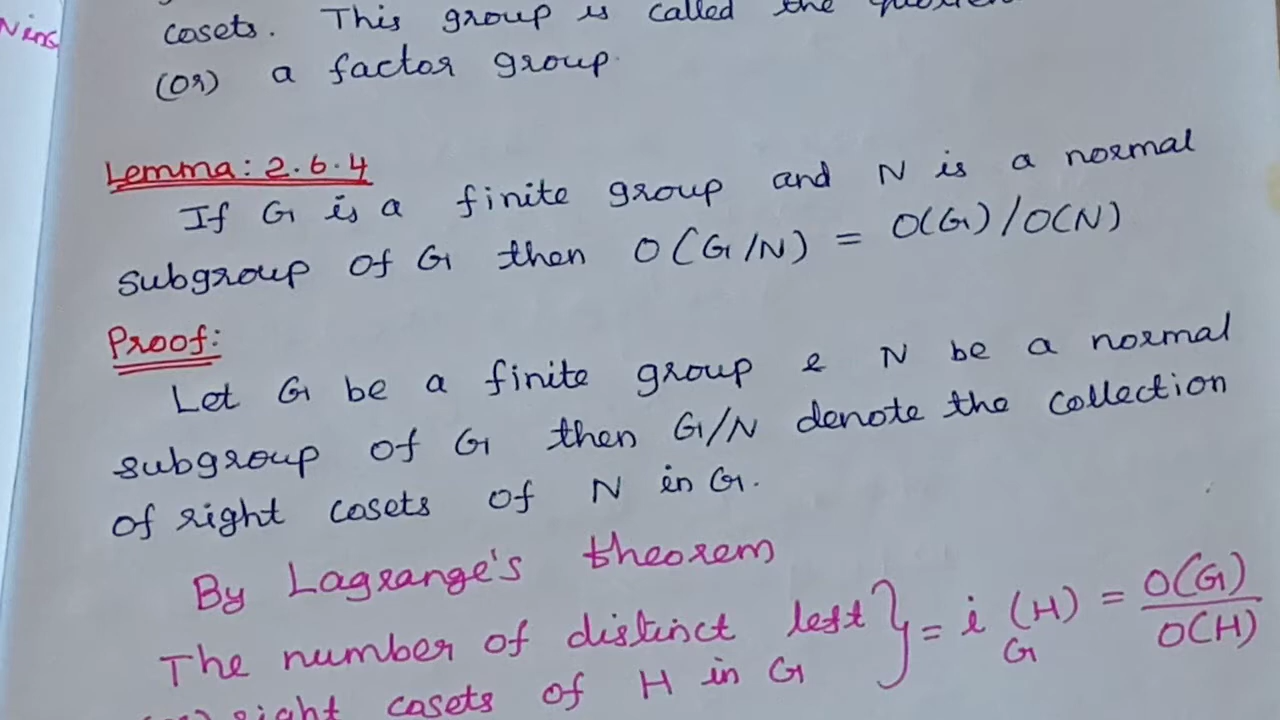 cosets. This group is called the
(or) a factor group.
Lemma: 2.6.4
If G is a finite group and N is a normal
subgroup of G then O(G/N) = O(G)/O(N)
Proof:
Let G be a finite group & N be a normal
subgroup of G then G/N denote the collection
of right cosets of N in G.
By Lagrange's theorem
The number of distinct left } = i_G (H) = O(G)/O(H)
right cosets of H in G